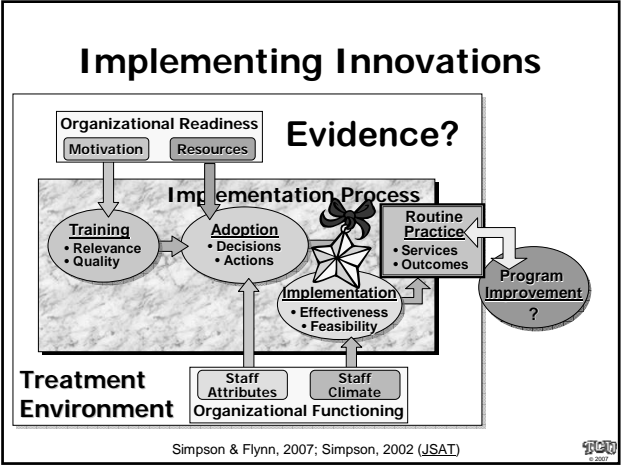 Implementing Innovations
Organizational Readiness
Motivation
Resources
Evidence?
Implementation Process
Training
• Relevance
• Quality
Adoption
• Decisions
• Actions
Implementation
• Effectiveness
• Feasibility
Routine
Practice
• Services
• Outcomes
Program
Improvement
?
Treatment
Environment
Staff
Attributes
Staff
Climate
Organizational Functioning
Simpson & Flynn, 2007; Simpson, 2002 (JSAT)
© 2007